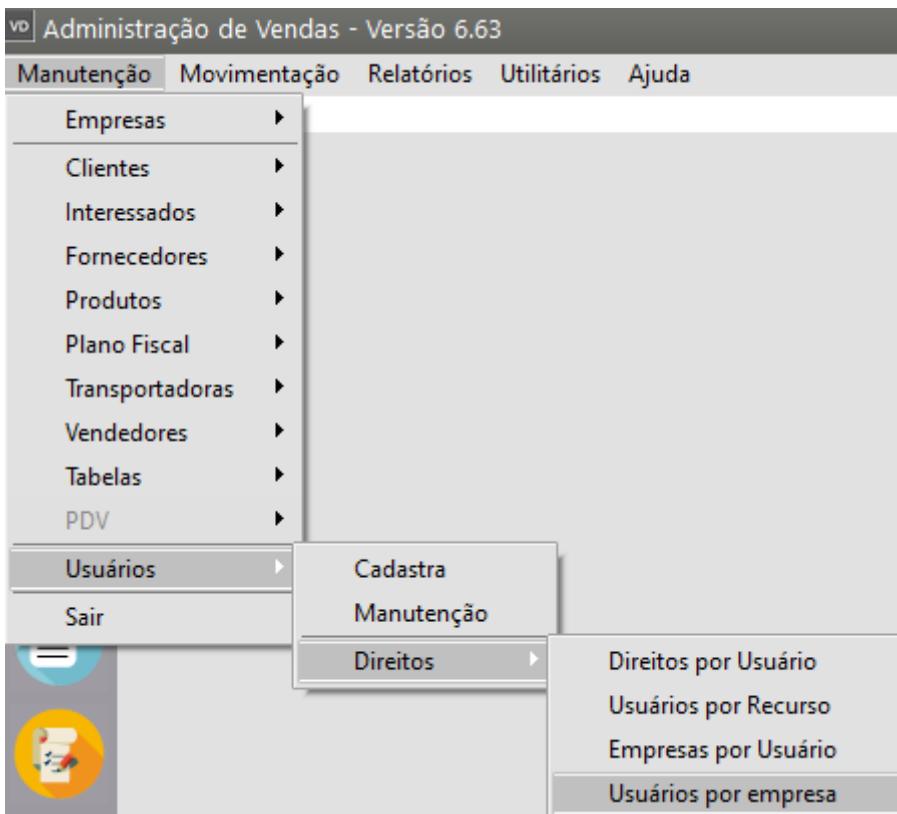 VD Administração de Vendas - Versão 6.63
Manutenção Movimentação Relatórios Utilitários Ajuda
Empresas
Clientes
Interessados
Fornecedores
Produtos
Plano Fiscal
Transportadoras
Vendedores
Tabelas
PDV
Usuários
Sair
Cadastra
Manutenção
Direitos
Direitos por Usuário
Usuários por Recurso
Empresas por Usuário
Usuários por empresa